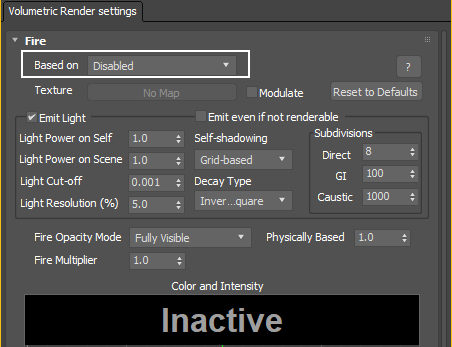 Volumetric Render settings
Fire
Based on Disabled ?
Texture No Map Modulate Reset to Defaults
Emit Light Emit even if not renderable
Light Power on Self 1.0 Self-shadowing Subdivisions
Direct 8
Light Power on Scene 1.0 Grid-based
GI 100
Light Cut-off 0.001 Decay Type
Caustic 1000
Light Resolution (%) 5.0 Inver...quare
Fire Opacity Mode Fully Visible Physically Based 1.0
Fire Multiplier 1.0
Color and Intensity
Inactive